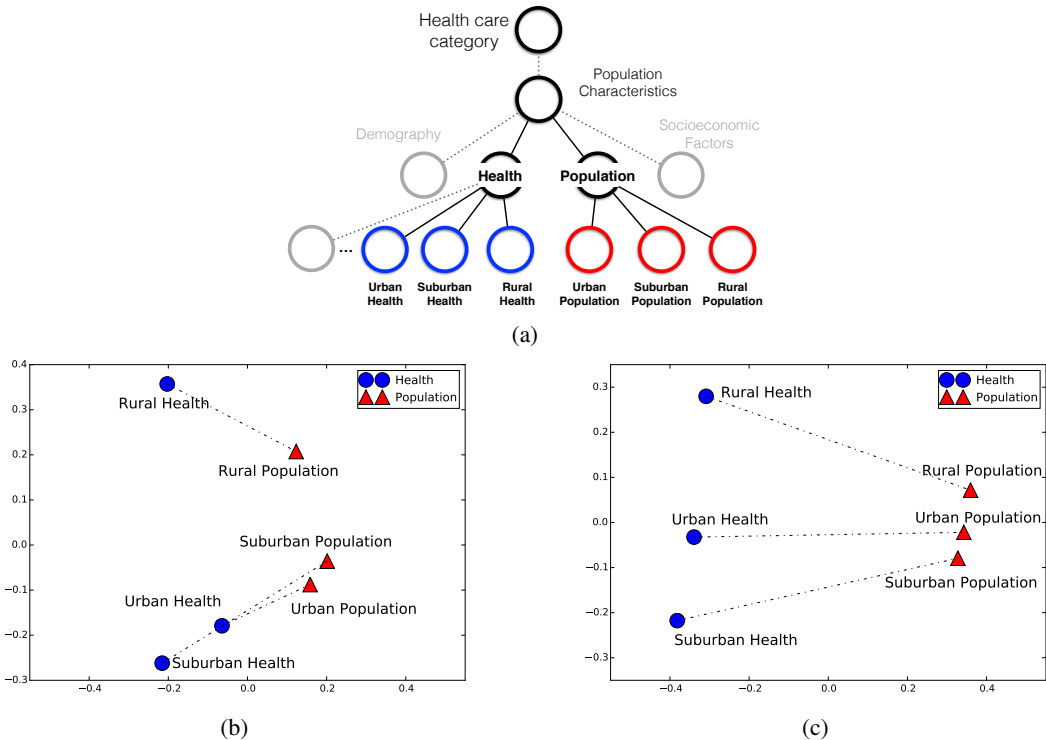 Health care
category
Population
Characteristics
Demography
Socioeconomic
Factors
Health
Population
...
Urban
Health
Suburban
Health
Rural
Health
Urban
Population
Suburban
Population
Rural
Population
(a)
0.4
0.3
0.2
0.1
0.0
−0.1
−0.2
−0.3
−0.4
−0.2
0.0
0.2
0.4
Health
Population
Rural Health
Rural Population
Suburban Population
Urban Health
Urban Population
Suburban Health
(b)
0.3
0.2
0.1
0.0
−0.1
−0.2
−0.3
−0.4
−0.2
0.0
0.2
0.4
Health
Population
Rural Health
Rural Population
Urban Health
Urban Population
Suburban Population
Suburban Health
(c)